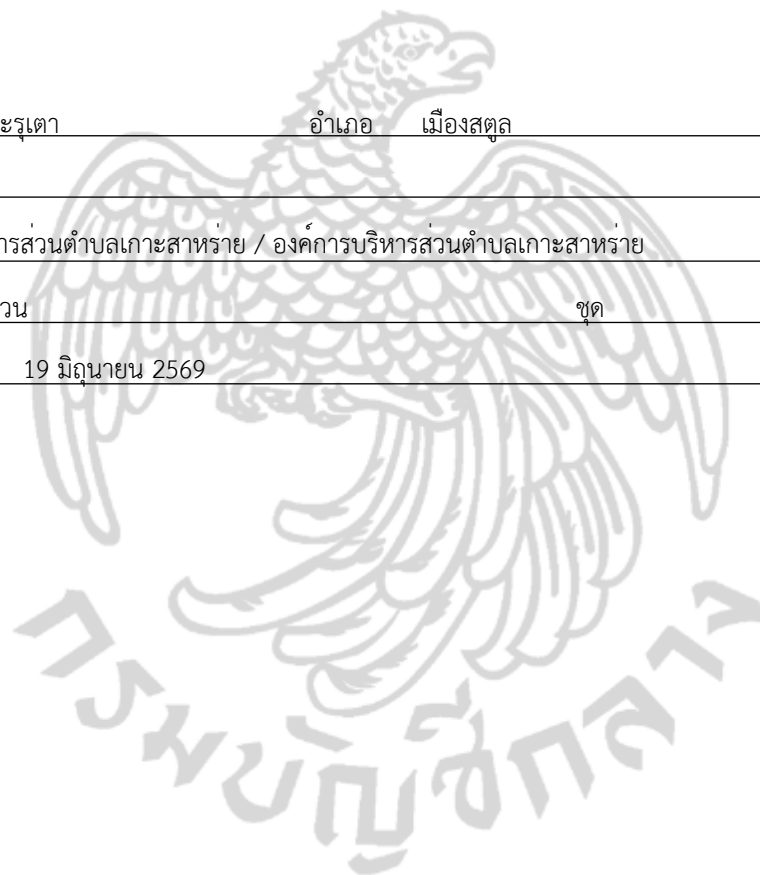 ะรุเตา อำเภอ เมืองสตูล
ารส่วนตำบลเกาะสาหร่าย / องค์การบริหารส่วนตำบลเกาะสาหร่าย
วน ชุด
19 มิถุนายน 2569
กรมบัญชีกลาง